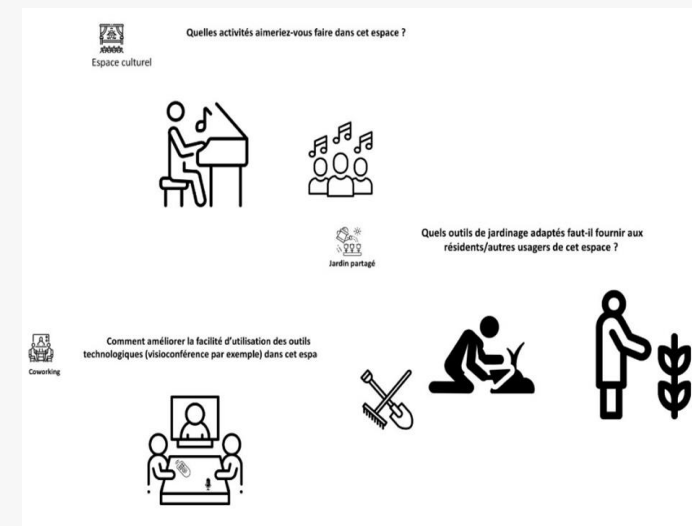 Quelles activités aimeriez-vous faire dans cet espace ?
Espace culturel
Quels outils de jardinage adaptés faut-il fournir aux
résidents/autres usagers de cet espace ?
Jardin partagé
Comment améliorer la facilité d'utilisation des outils
technologiques (visioconférence par exemple) dans cet espa
Coworking